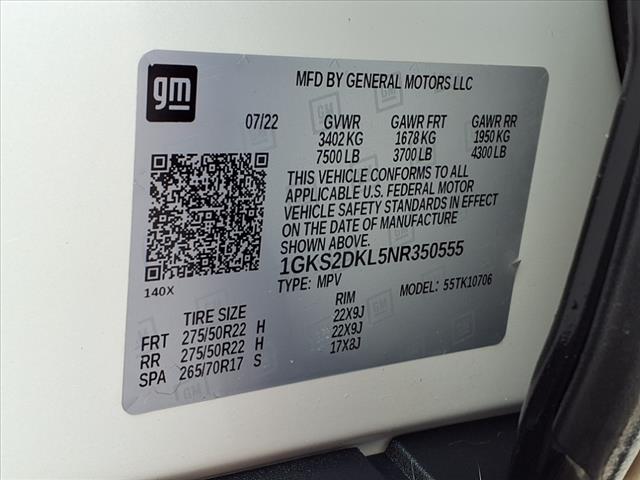 gm
MFD BY GENERAL MOTORS LLC
07/22 GVWR GAWR FRT GAWR RR
3402 KG 1678 KG 1950 KG
7500 LB 3700 LB 4300 LB
THIS VEHICLE CONFORMS TO ALL
APPLICABLE U.S. FEDERAL MOTOR
VEHICLE SAFETY STANDARDS IN EFFECT
ON THE DATE OF MANUFACTURE
SHOWN ABOVE.
1GKS2DKL5NR350555
140X TYPE: MPV MODEL: 55TK10706
TIRE SIZE RIM
FRT 275/50R22 H 22X9J
RR 275/50R22 H 22X9J
SPA 265/70R17 S 17X8J